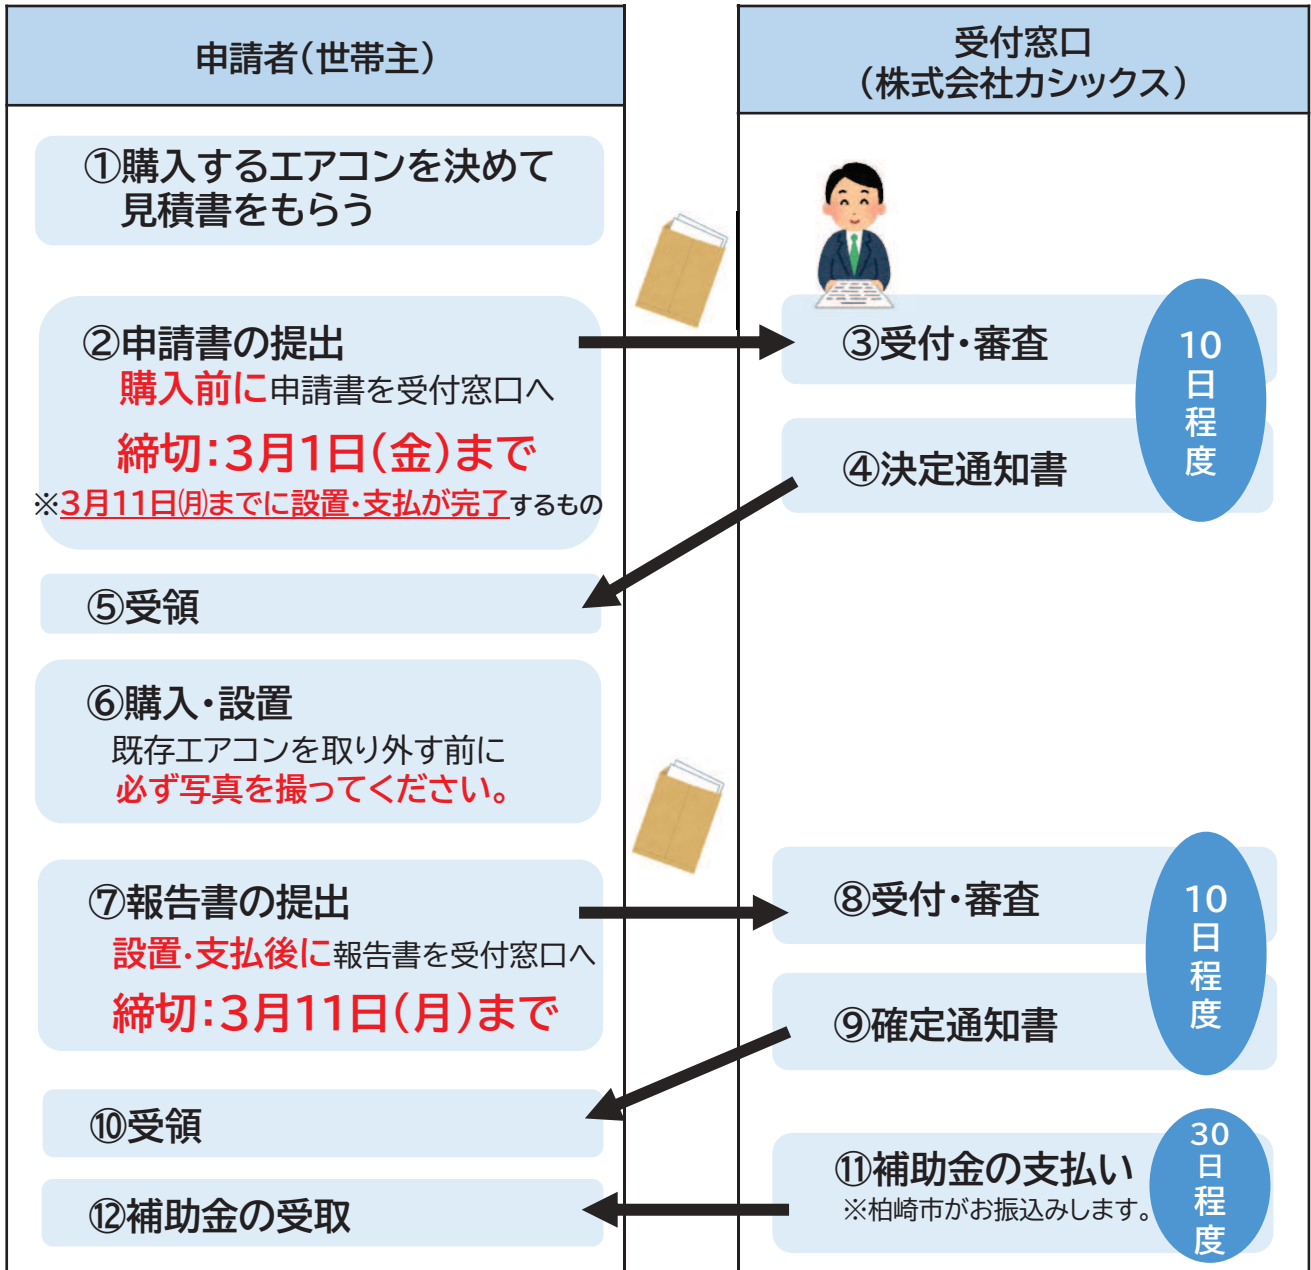 申請者(世帯主)
受付窓口
(株式会社カシックス)
①購入するエアコンを決めて
見積書をもらう
②申請書の提出
購入前に申請書を受付窓口へ
締切:3月1日(金)まで
※3月11日㈪までに設置・支払が完了するもの
③受付・審査
④決定通知書
10日程度
⑤受領
⑥購入・設置
既存エアコンを取り外す前に
必ず写真を撮ってください。
⑦報告書の提出
設置・支払後に報告書を受付窓口へ
締切:3月11日(月)まで
⑧受付・審査
⑨確定通知書
10日程度
⑩受領
⑪補助金の支払い
※柏崎市がお振込みします。
30日程度
⑫補助金の受取